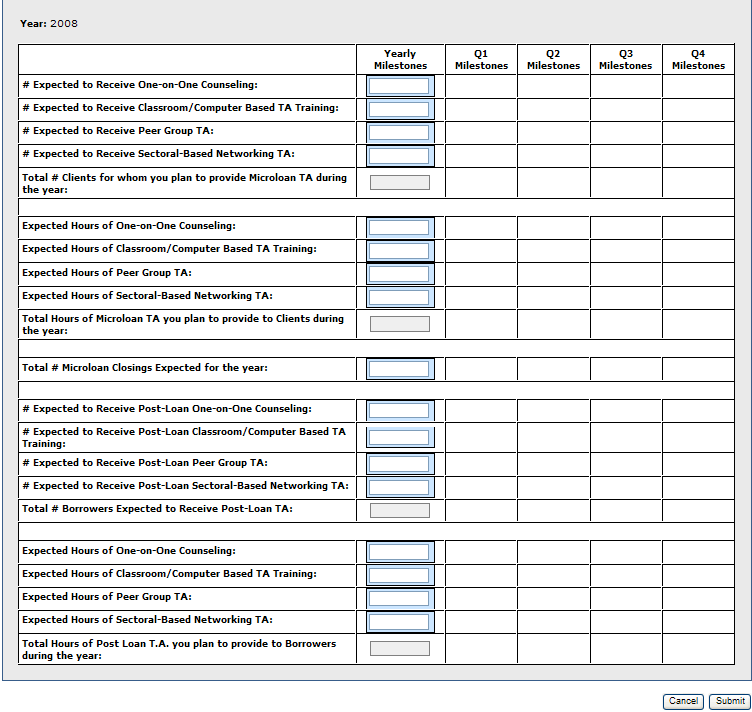 Year: 2008
Yearly Milestones Q1 Milestones Q2 Milestones Q3 Milestones Q4 Milestones
# Expected to Receive One-on-One Counseling:
# Expected to Receive Classroom/Computer Based TA Training:
# Expected to Receive Peer Group TA:
# Expected to Receive Sectoral-Based Networking TA:
Total # Clients for whom you plan to provide Microloan TA during
the year:
Expected Hours of One-on-One Counseling:
Expected Hours of Classroom/Computer Based TA Training:
Expected Hours of Peer Group TA:
Expected Hours of Sectoral-Based Networking TA:
Total Hours of Microloan TA you plan to provide to Clients during
the year:
Total # Microloan Closings Expected for the year:
# Expected to Receive Post-Loan One-on-One Counseling:
# Expected to Receive Post-Loan Classroom/Computer Based TA
Training:
# Expected to Receive Post-Loan Peer Group TA:
# Expected to Receive Post-Loan Sectoral-Based Networking TA:
Total # Borrowers Expected to Receive Post-Loan TA:
Expected Hours of One-on-One Counseling:
Expected Hours of Classroom/Computer Based TA Training:
Expected Hours of Peer Group TA:
Expected Hours of Sectoral-Based Networking TA:
Total Hours of Post Loan T.A. you plan to provide to Borrowers
during the year:
Cancel Submit